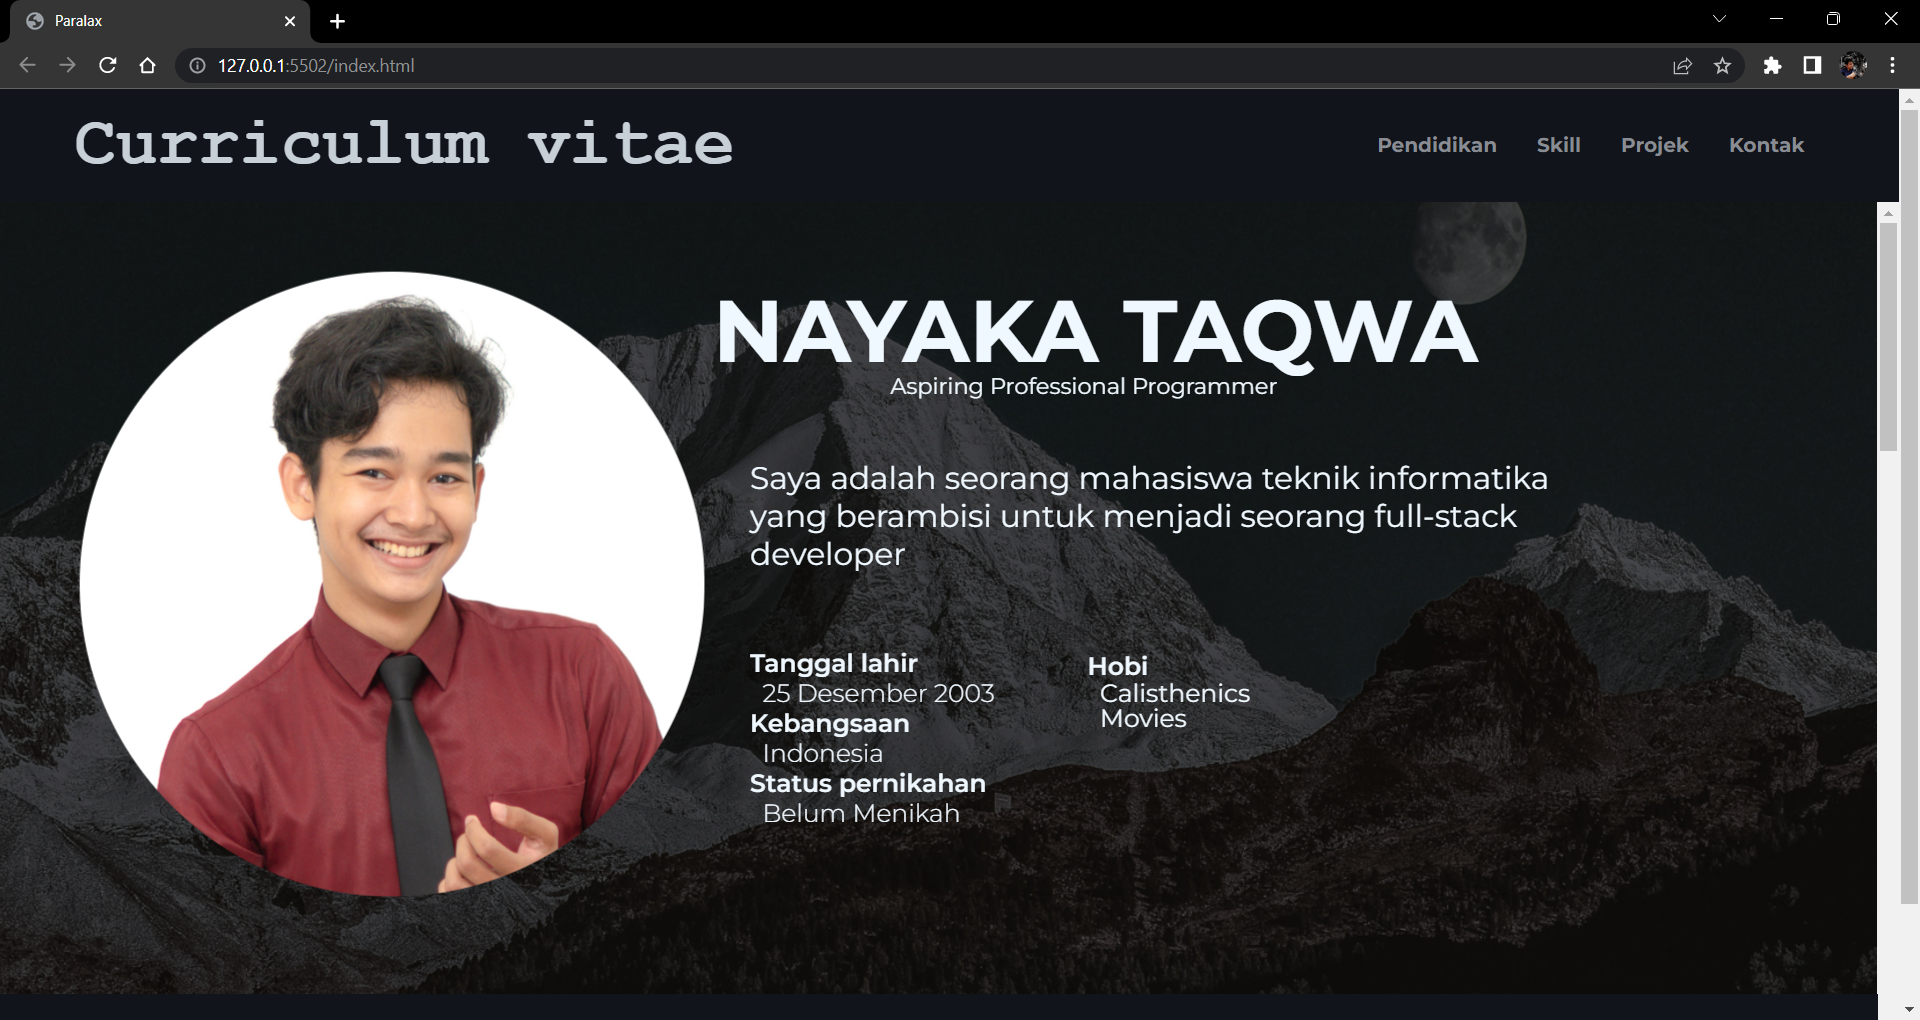 Paralax
127.0.0.1:5502/index.html
Curriculum vitae
Pendidikan
Skill
Projek
Kontak
NAYAKA TAQWA
Aspiring Professional Programmer
Saya adalah seorang mahasiswa teknik informatika
yang berambisi untuk menjadi seorang full-stack
developer
Tanggal lahir
25 Desember 2003
Kebangsaan
Indonesia
Status pernikahan
Belum Menikah
Hobi
Calisthenics
Movies